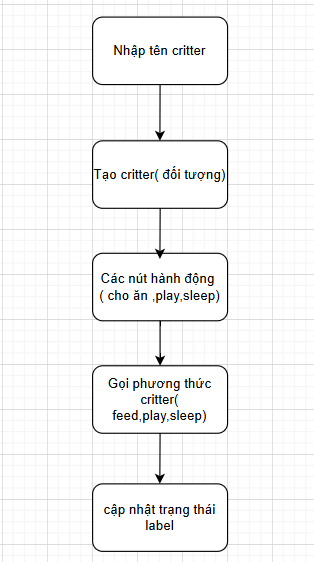 Nhập tên critter
Tạo critter( đối tượng)
Các nút hành động
( cho ăn ,play,sleep)
Gọi phương thức
critter(
feed,play,sleep)
cập nhật trạng thái
label